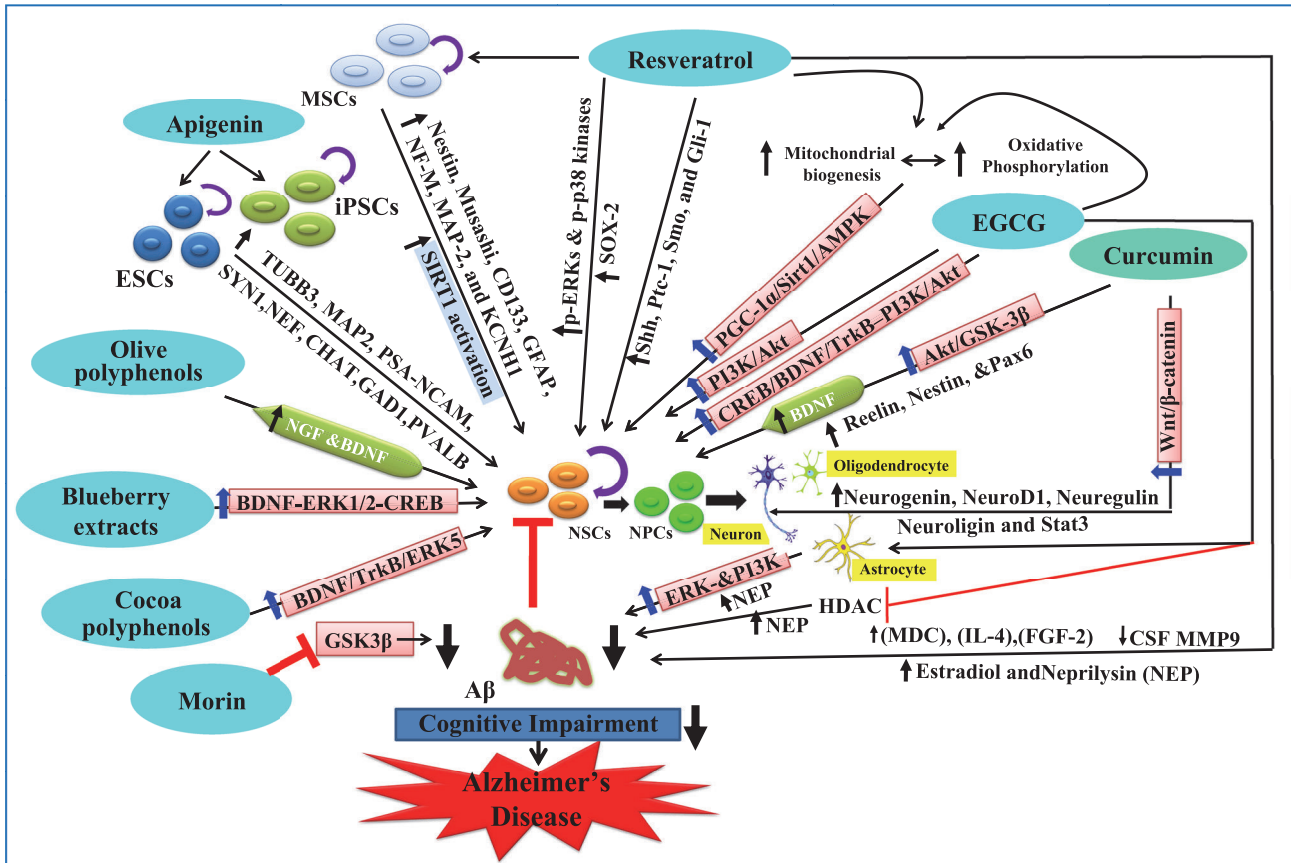 Resveratrol
MSCs
Apigenin
iPSCs
ESCs
Nestin, Musashi, CD133, GFAP,
NF-M, MAP-2, and KCNH1
SIRT1 activation
p-ERKs & p-p38 kinases
SOX-2
Shh, Ptc-1, Smo, and Gli-1
Mitochondrial
biogenesis
Oxidative
Phosphorylation
EGCG
Curcumin
TUBB3, MAP2, PSA-NCAM,
SYN1,NEF, CHAT,GAD1,PVALB
PGC-1α/Sirt1/AMPK
PI3K/Akt
CREB/BDNF/TrkB–PI3K/Akt
Akt/GSK-3β
BDNF
Reelin, Nestin, &Pax6
Wnt/β-catenin
Olive
polyphenols
NGF &BDNF
Blueberry
extracts
BDNF-ERK1/2-CREB
NSCs
NPCs
Neuron
Oligodendrocyte
Neurogenin, NeuroD1, Neuregulin
Neuroligin and Stat3
Astrocyte
Cocoa
polyphenols
BDNF/TrkB/ERK5
ERK-&PI3K
NEP
HDAC
NEP
(MDC), (IL-4),(FGF-2)
CSF MMP9
Estradiol andNeprilysin (NEP)
GSK3β
Morin
Aβ
Cognitive Impairment
Alzheimer's
Disease